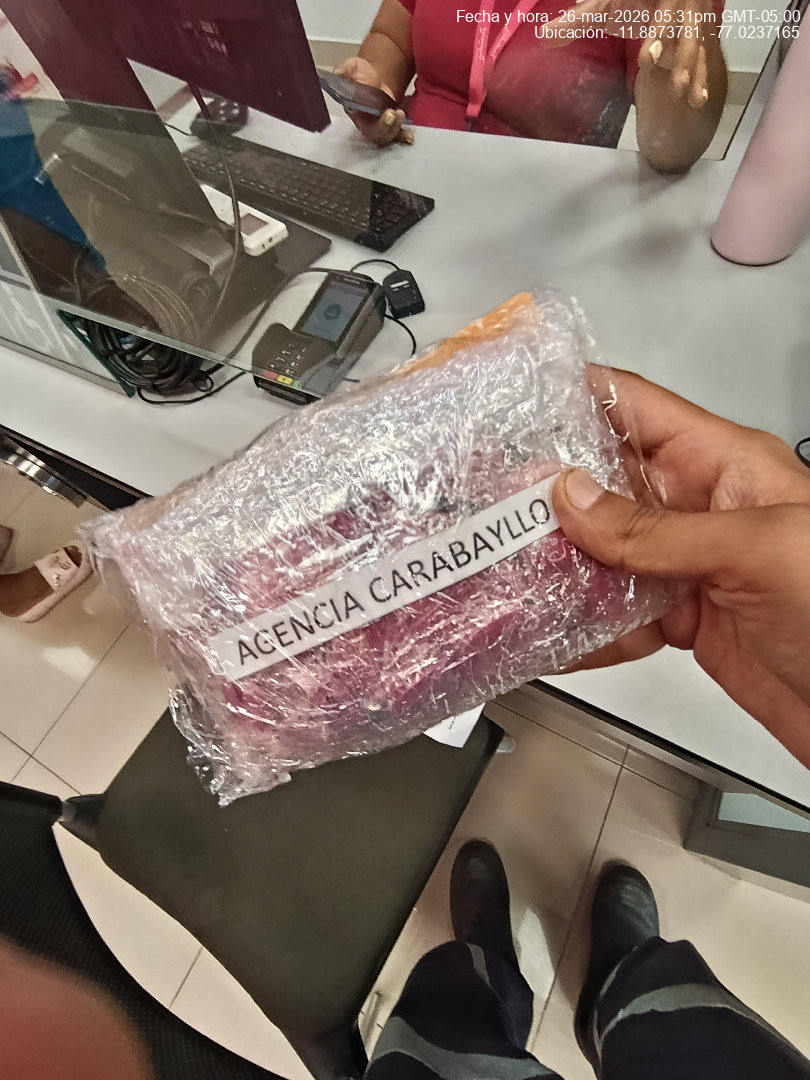 Fecha y hora: 26-mar-2026 05:31pm GMT-05:00
Ubicación: -11.8873781, -77.0237165
AGENCIA CARABAYLLO